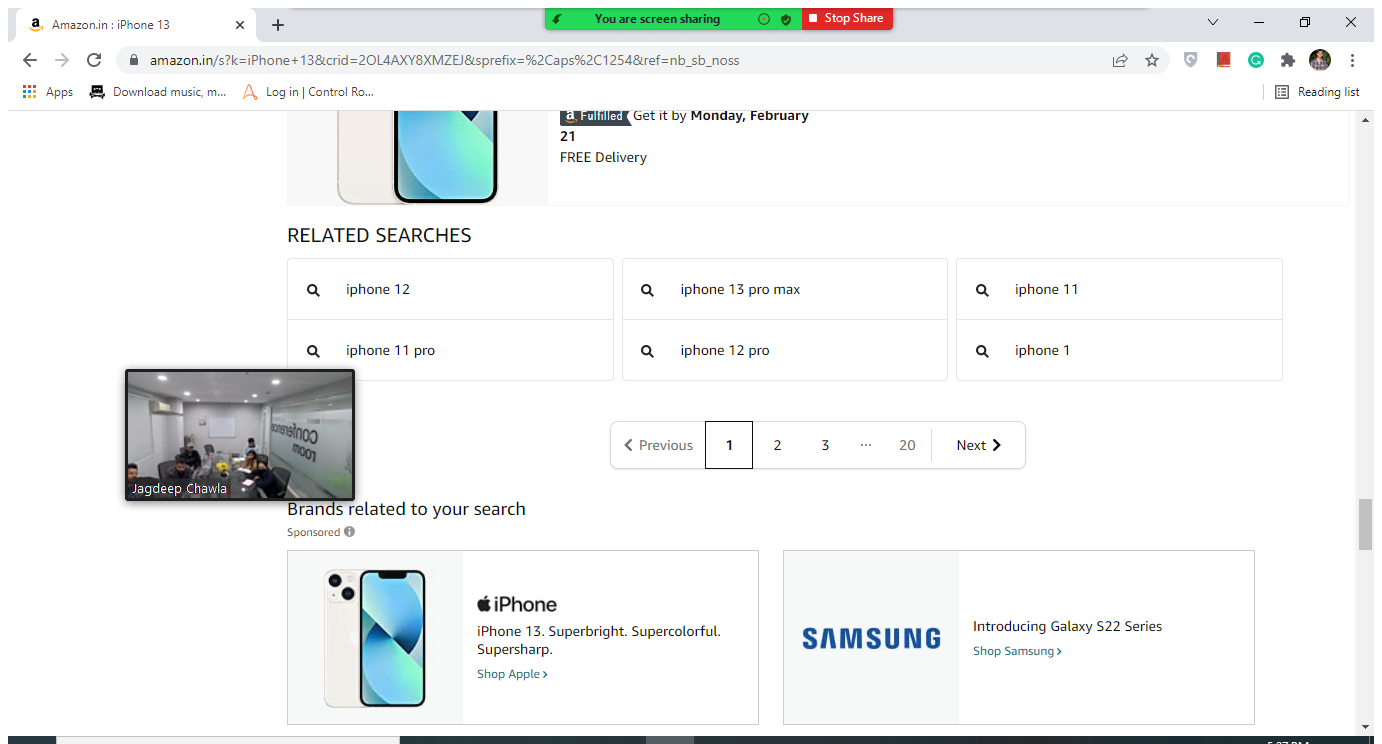 Amazon.in : iPhone 13
You are screen sharing
Stop Share
amazon.in/s?k=iPhone+13&crid=2OL4AXY8XMZEJ&sprefix=%2Caps%2C1254&ref=nb_sb_noss
Apps
Download music, m...
Log in | Control Ro...
Reading list
a Fulfilled Get it by Monday, February
21
FREE Delivery
RELATED SEARCHES
iphone 12
iphone 13 pro max
iphone 11
iphone 11 pro
iphone 12 pro
iphone 1
Previous
1
2
3
...
20
Next
conference
room
Jagdeep Chawla
Brands related to your search
Sponsored
iPhone
iPhone 13. Superbright. Supercolorful.
Supersharp.
Shop Apple ›
SAMSUNG
Introducing Galaxy S22 Series
Shop Samsung ›